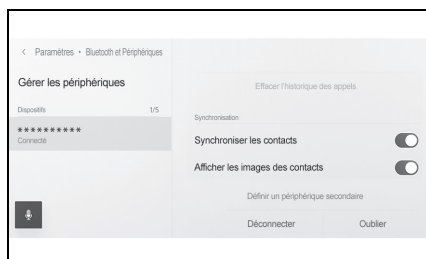 < Paramètres • Bluetooth et Périphériques
Gérer les périphériques
Dispositifs 1/5
**********
Connecté
Effacer l'historique des appels
Synchronisation
Synchroniser les contacts
Afficher les images des contacts
Définir un périphérique secondaire
Déconnecter
Oublier